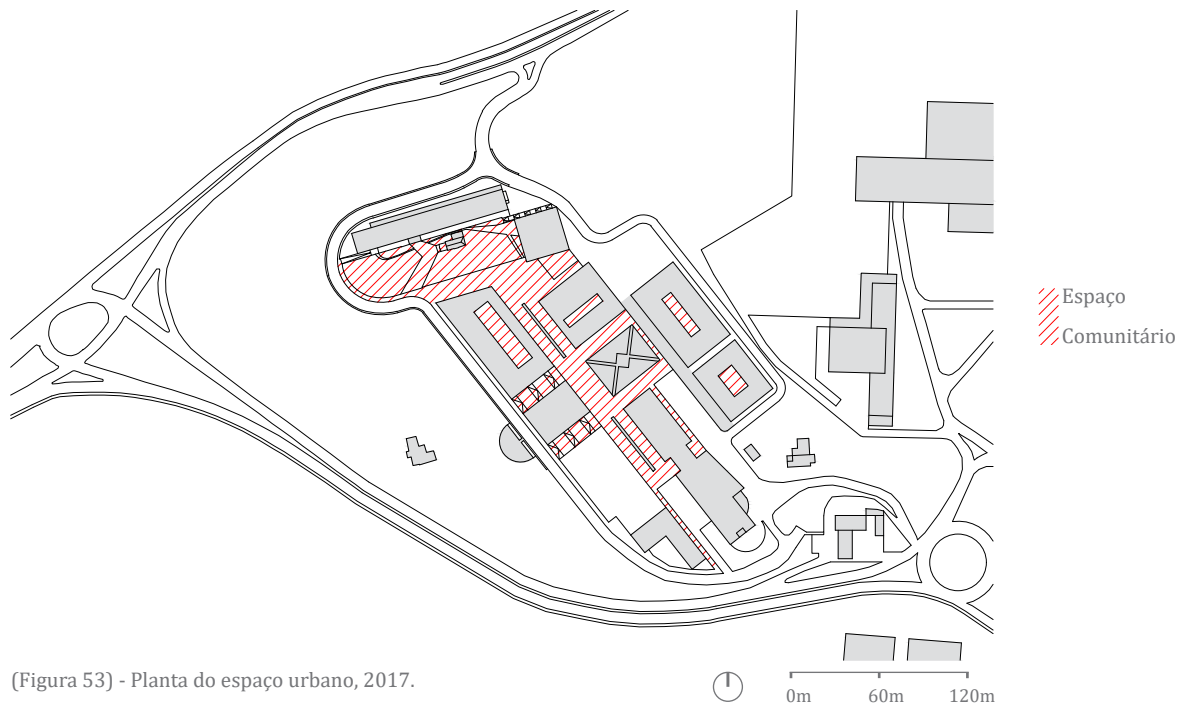 Espaço
Comunitário
(Figura 53) - Planta do espaço urbano, 2017.
0m 60m 120m